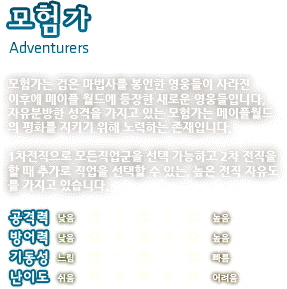 모험가
Adventurers
모험가는 검은 마법사를 봉인한 영웅들이 사라진
이후에 메이플 월드에 등장한 새로운 영웅들입니다.
자유분방한 성격을 가지고 있는 모험가는 메이플월드
의 평화를 지키기 위해 노력하는 존재입니다.
1차전직으로 모든직업군을 선택 가능하고 2차 전직을
할 때 추가로 직업을 선택할 수 있는, 높은 전직 자유도
를 가지고 있습니다.
공격력 낮음 높음
방어력 낮음 높음
기동성 느림 빠름
난이도 쉬움 어려움